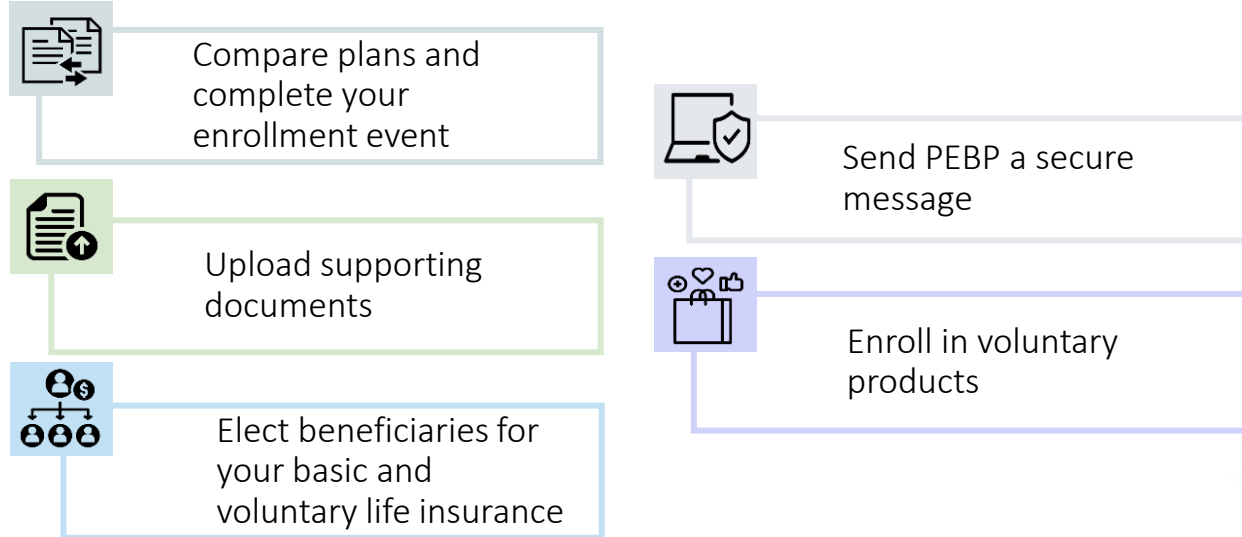 Compare plans and
complete your
enrollment event
Upload supporting
documents
Elect beneficiaries for
your basic and
voluntary life insurance
Send PEBP a secure
message
Enroll in voluntary
products